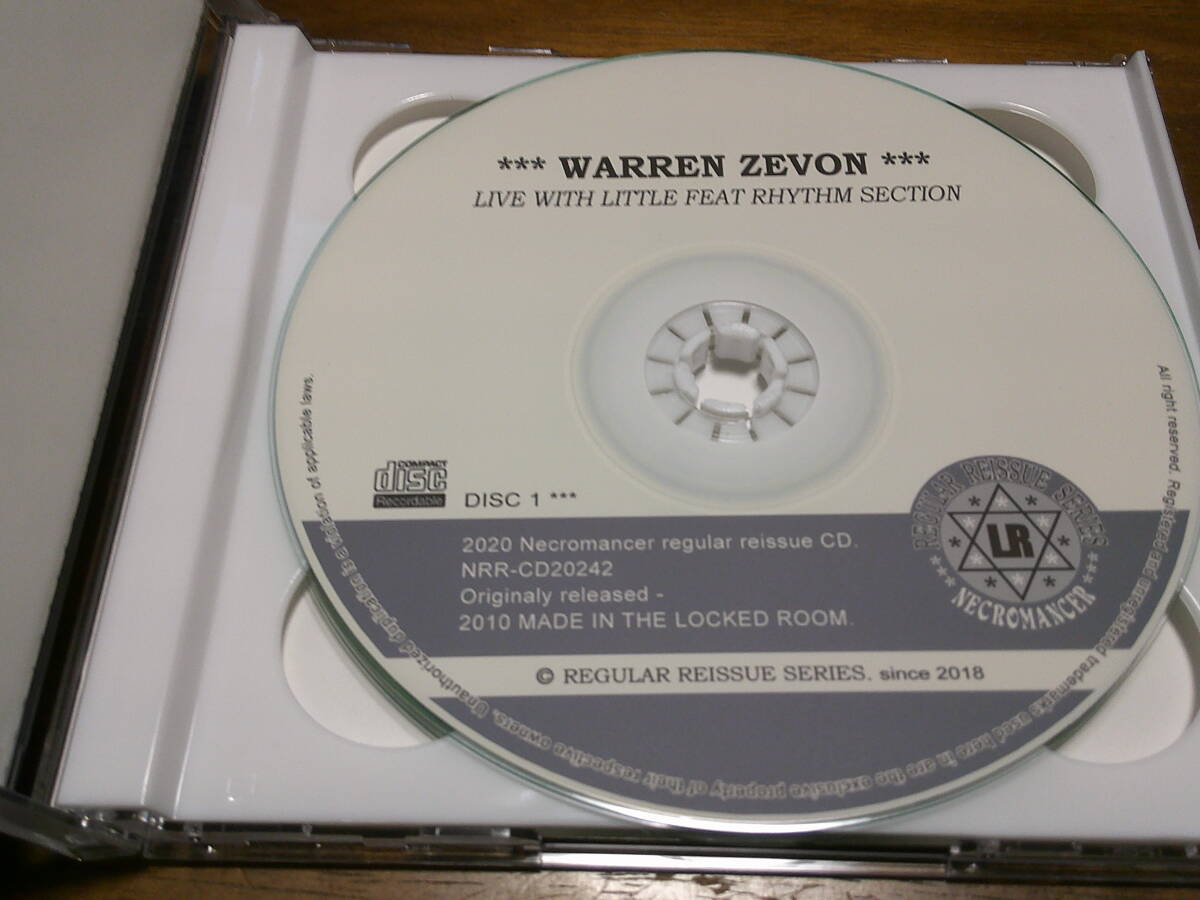 *** WARREN ZEVON ***
LIVE WITH LITTLE FEAT RHYTHM SECTION
COMPACT
disc
Recordable
DISC 1 ***
2020 Necromancer regular reissue CD.
NRR-CD20242
Originaly released -
2010 MADE IN THE LOCKED ROOM.
© REGULAR REISSUE SERIES. since 2018
REGULAR REISSUE SERIES
LR
*** NECROMANCER ***
All right reserved. Registered and unregistered trademarks used here in are the exclusive property of their respective owners. Unauthorized duplication is a violation of applicable laws.